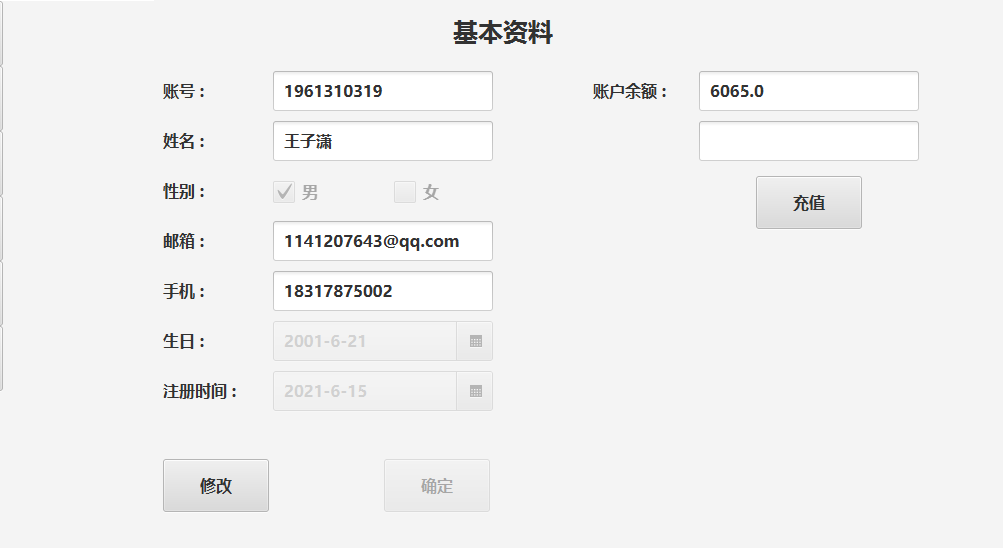 基本资料
账号： 1961310319 账户余额： 6065.0
姓名： 王子潇
性别： 男 女
充值
邮箱： 1141207643@qq.com
手机： 18317875002
生日： 2001-6-21
注册时间： 2021-6-15
修改 确定